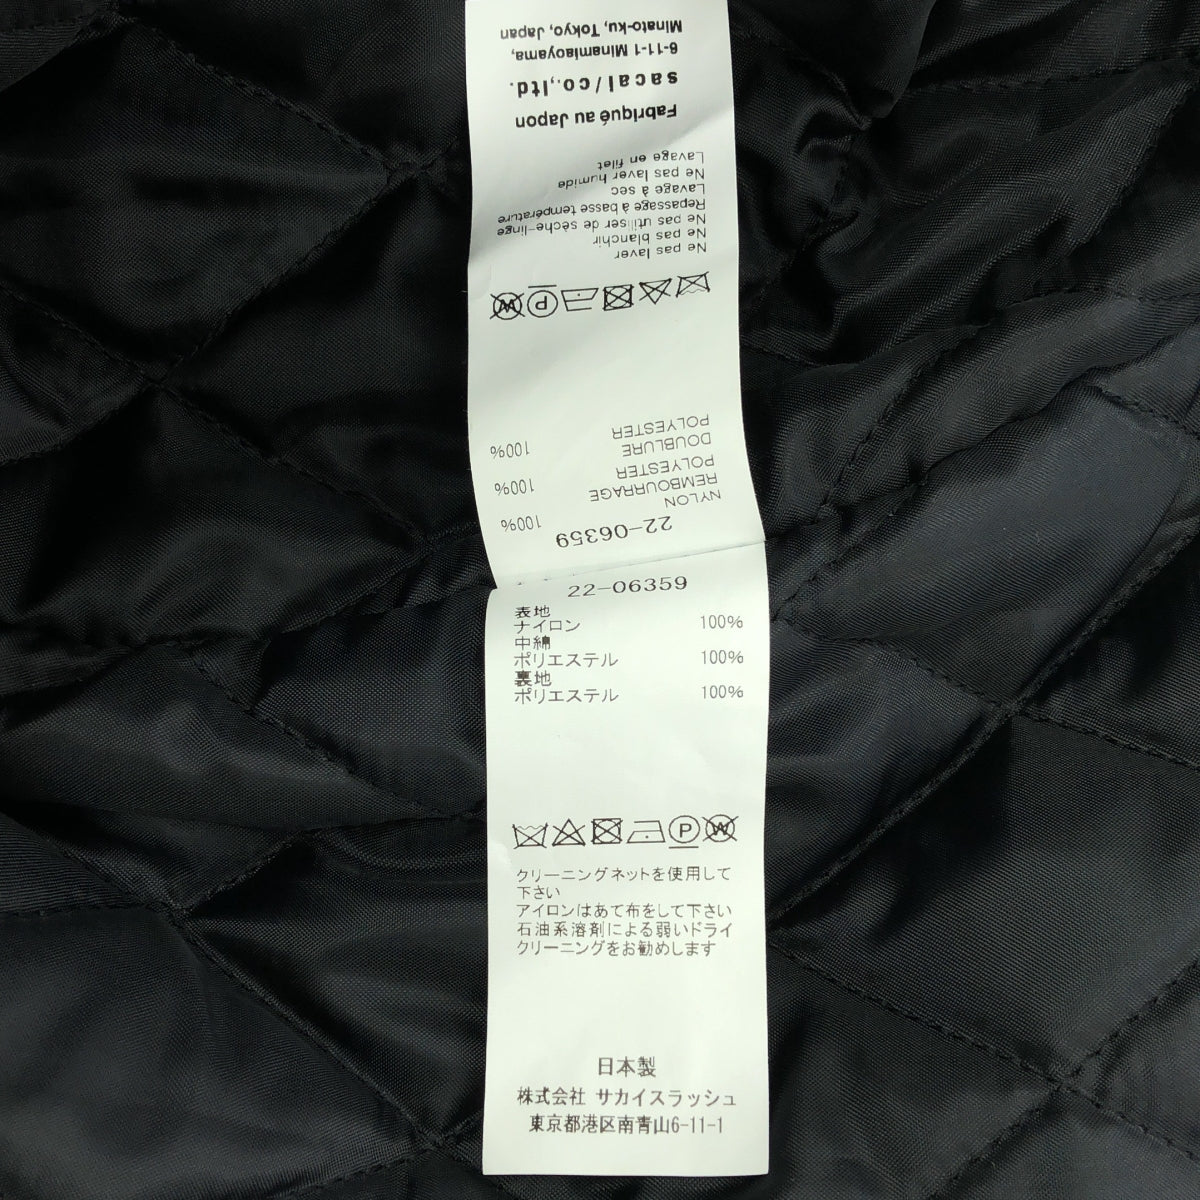 22-06359
表地
ナイロン 100%
中綿
ポリエステル 100%
裏地
ポリエステル 100%
クリーニングネットを使用して
下さい
アイロンはあて布をして下さい
石油系溶剤による弱いドライ
クリーニングをお勧めします
日本製
株式会社 サカイスラッシュ
東京都港区南青山6-11-1
22-06359
NYLON 100%
REMBOURRAGE
POLYESTER 100%
DOUBLURE
POLYESTER 100%
Ne pas laver
Ne pas blanchir
Ne pas utiliser de sèche-linge
Repassage à basse température
Lavage à sec
Ne pas laver humide
Lavage en filet
Fabriqué au Japon
sacai/co.,ltd.
6-11-1 Minamiaoyama,
Minato-ku, Tokyo, Japan